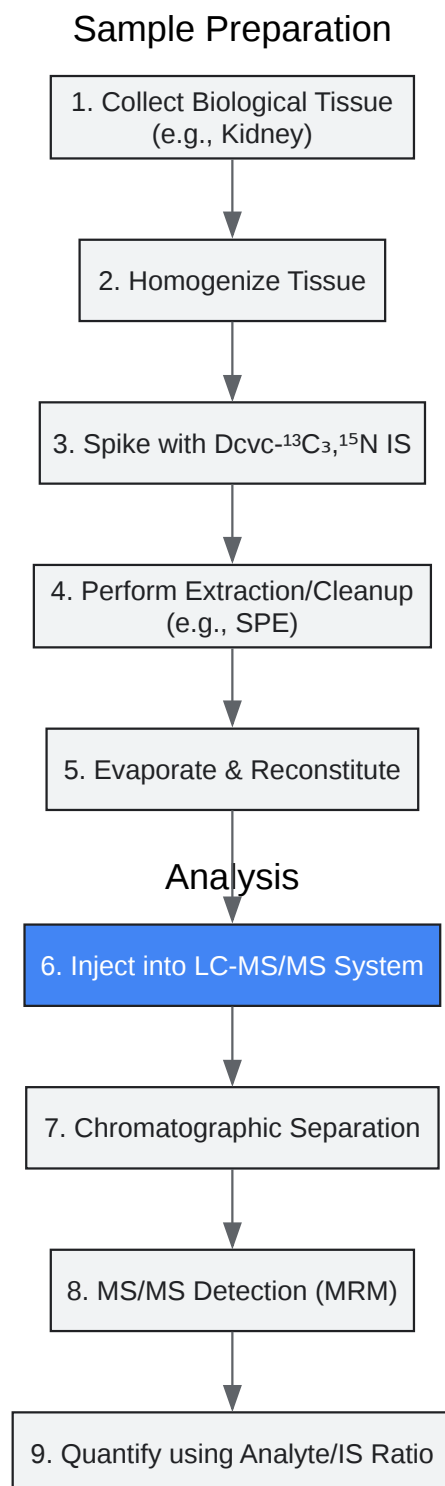 Sample Preparation
1. Collect Biological Tissue
(e.g., Kidney)
2. Homogenize Tissue
3. Spike with Dcvc-¹³C₃,¹⁵N IS
4. Perform Extraction/Cleanup
(e.g., SPE)
5. Evaporate & Reconstitute
Analysis
6. Inject into LC-MS/MS System
7. Chromatographic Separation
8. MS/MS Detection (MRM)
9. Quantify using Analyte/IS Ratio